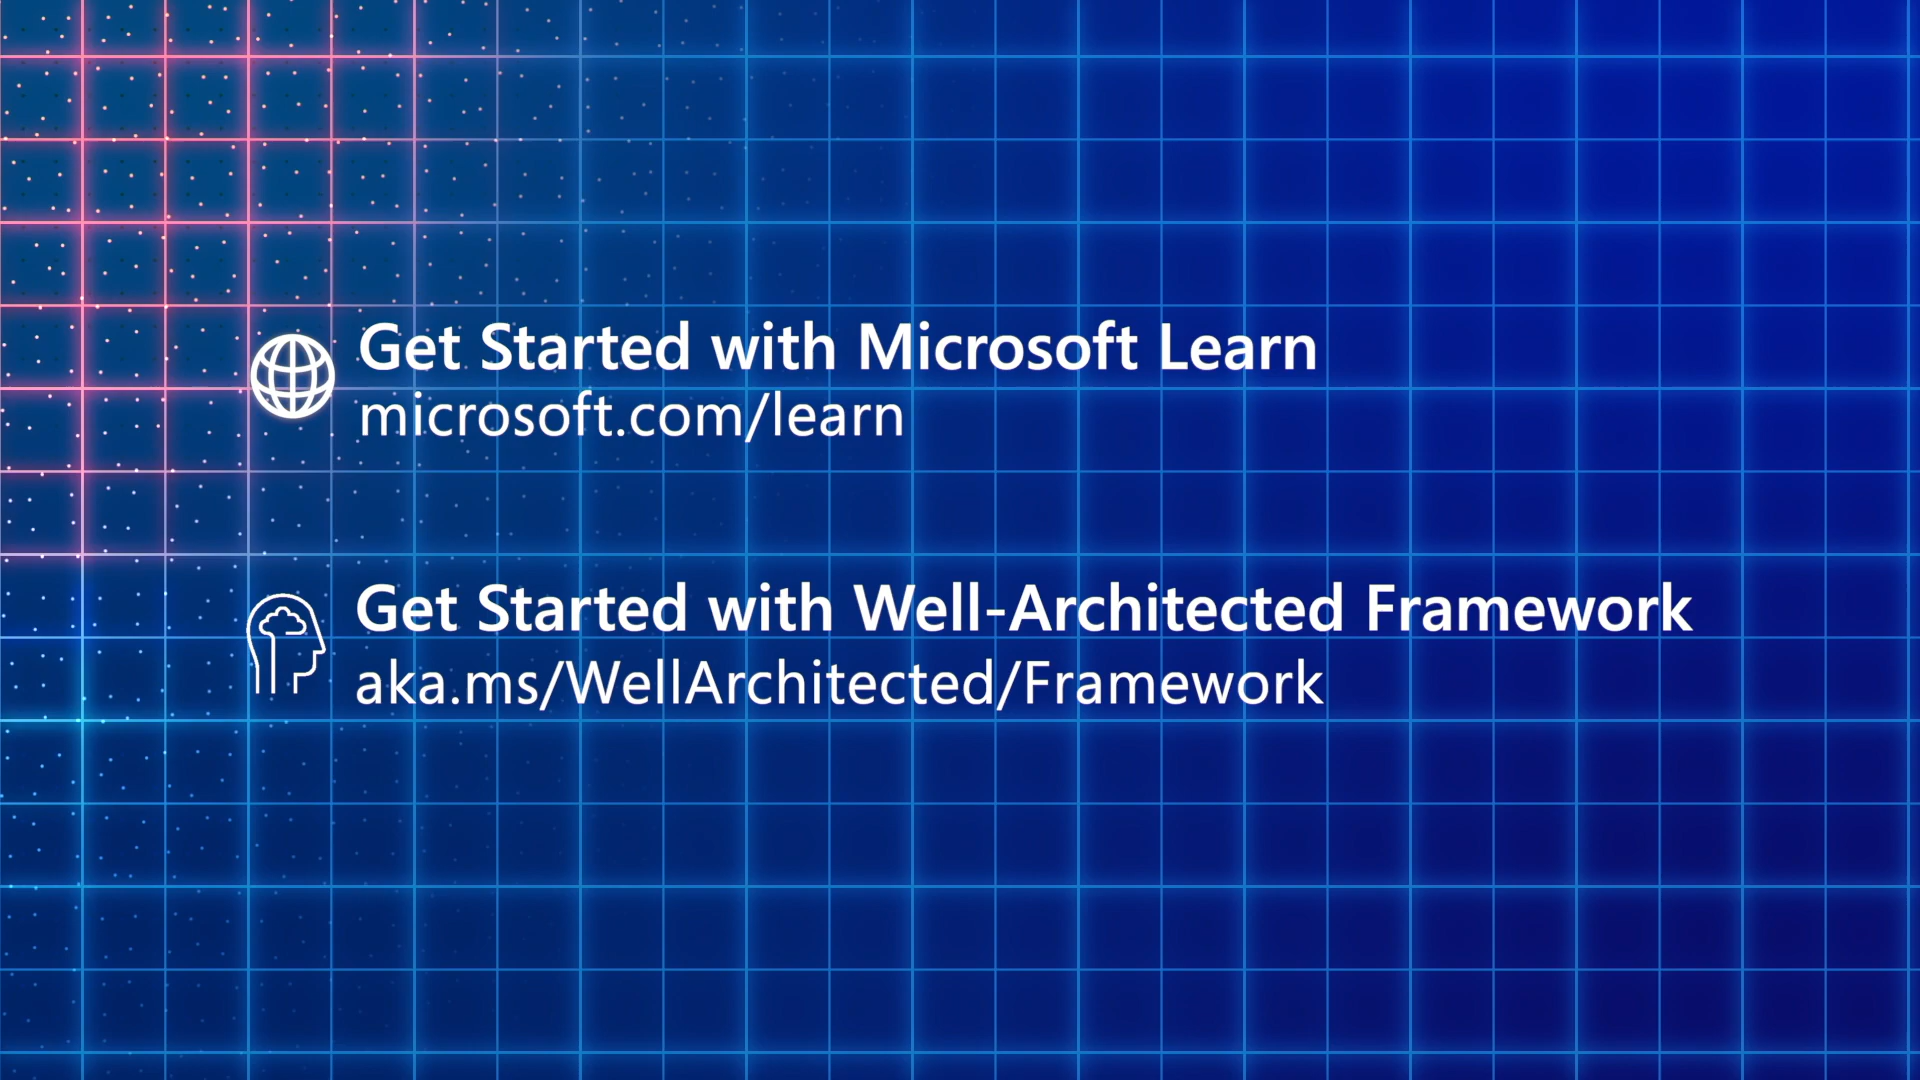 Get Started with Microsoft Learn
microsoft.com/learn
Get Started with Well-Architected Framework
aka.ms/WellArchitected/Framework